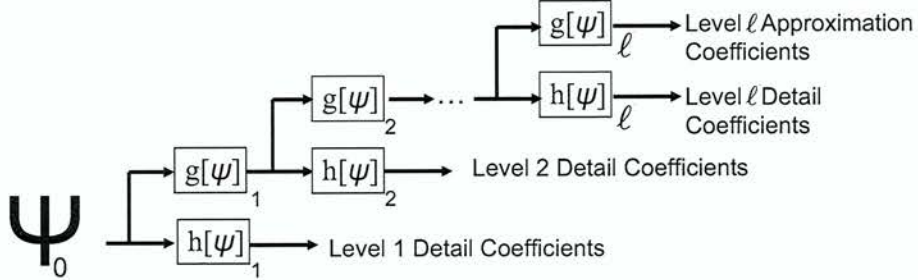 g[ψ] ℓ Level ℓ Approximation
Coefficients
g[ψ] 2 ... h[ψ] ℓ Level ℓ Detail
Coefficients
g[ψ] 1 h[ψ] 2 Level 2 Detail Coefficients
Ψ 0 h[ψ] 1 Level 1 Detail Coefficients